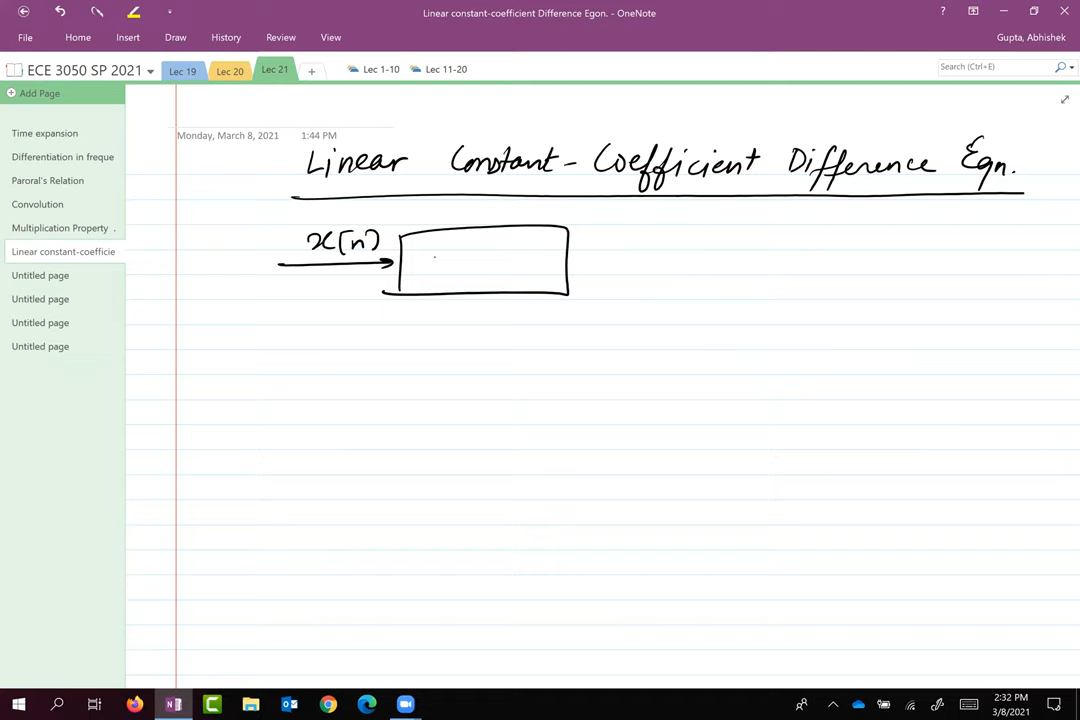 Linear constant-coefficient Difference Eqon. - OneNote
?
File Home Insert Draw History Review View
Gupta, Abhishek
ECE 3050 SP 2021
Lec 19
Lec 20
Lec 21
+
Lec 1-10
Lec 11-20
Search (Ctrl+E)
Add Page
Monday, March 8, 2021 1:44 PM
Time expansion
Differentiation in freque
Paroral's Relation
Convolution
Multiplication Property .
Linear constant-coefficie
Untitled page
Untitled page
Untitled page
Untitled page
Linear Constant-Coefficient Difference Eqn.
x[n]
2:32 PM
3/8/2021